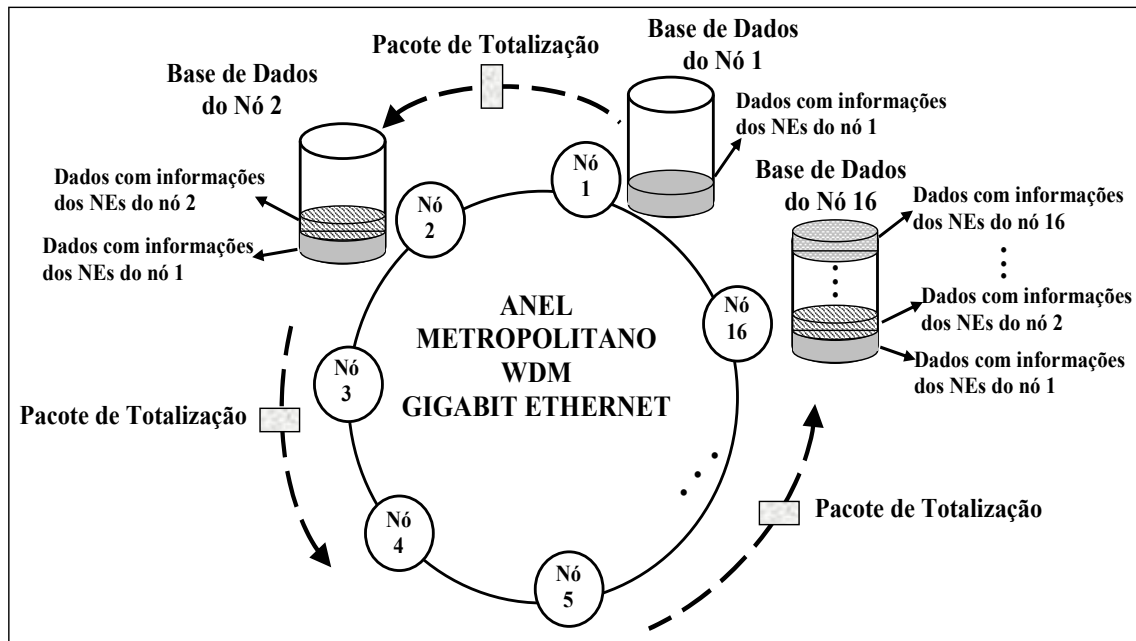 Pacote de Totalização
Base de Dados
do Nó 1
Base de Dados
do Nó 2
Dados com informações
dos NEs do nó 1
Dados com informações
dos NEs do nó 2
Dados com informações
dos NEs do nó 1
Nó
1
Nó
2
Base de Dados
do Nó 16
Dados com informações
dos NEs do nó 16
Dados com informações
dos NEs do nó 2
Dados com informações
dos NEs do nó 1
Nó
16
ANEL
METROPOLITANO
WDM
GIGABIT ETHERNET
Nó
3
Pacote de Totalização
Nó
4
Nó
5
Pacote de Totalização